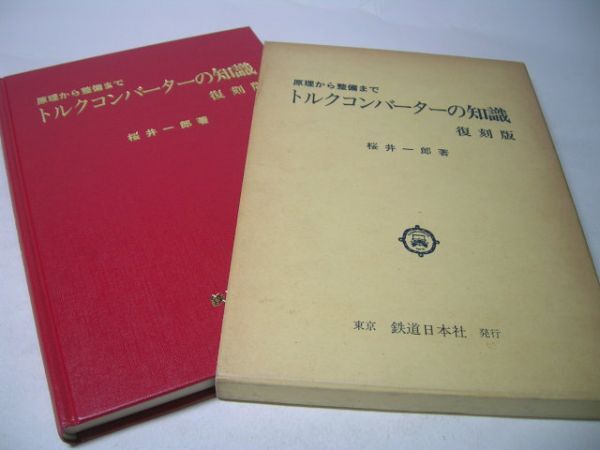 原理から整備まで
トルクコンバーターの知識
復刻版
桜井一郎著
原理から整備まで
トルクコンバーターの知識
復刻版
桜井一郎著
東京 鉄道日本社 発行